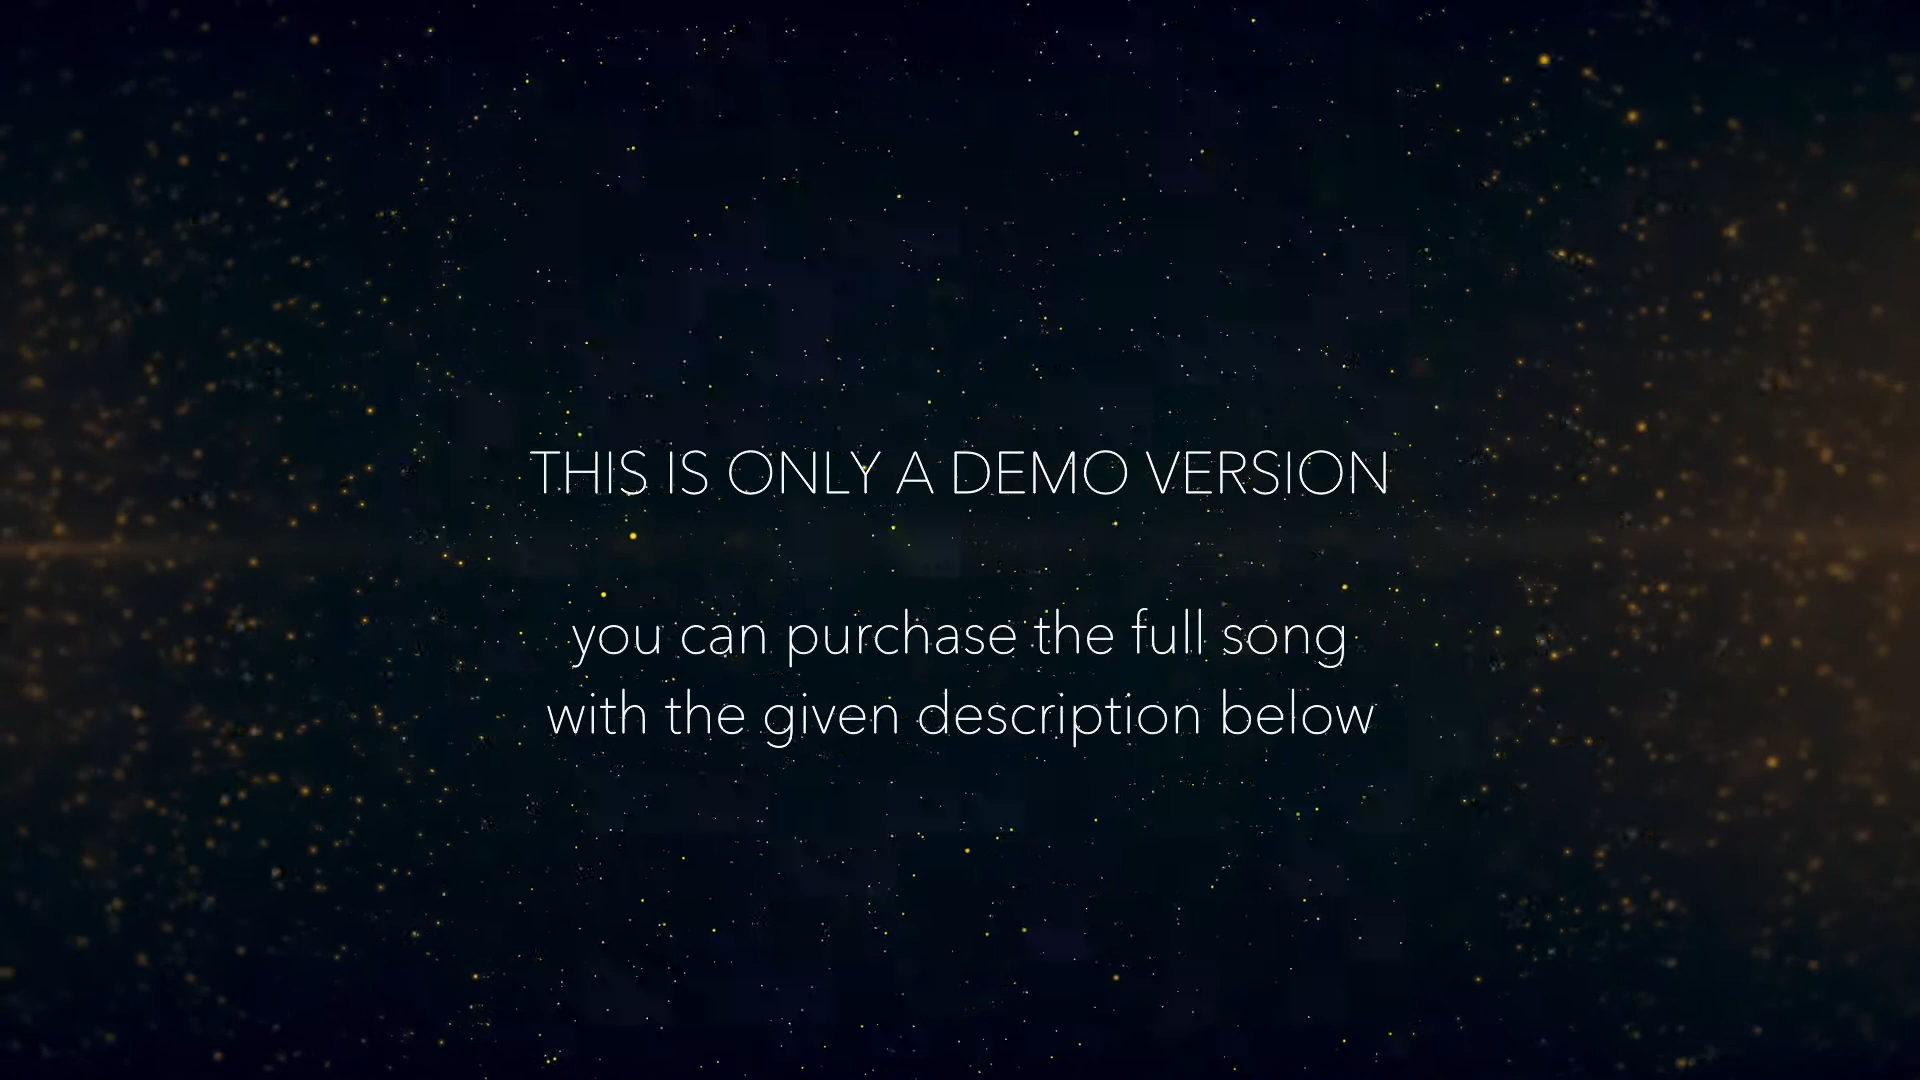 THIS IS ONLY A DEMO VERSION
you can purchase the full song
with the given description below